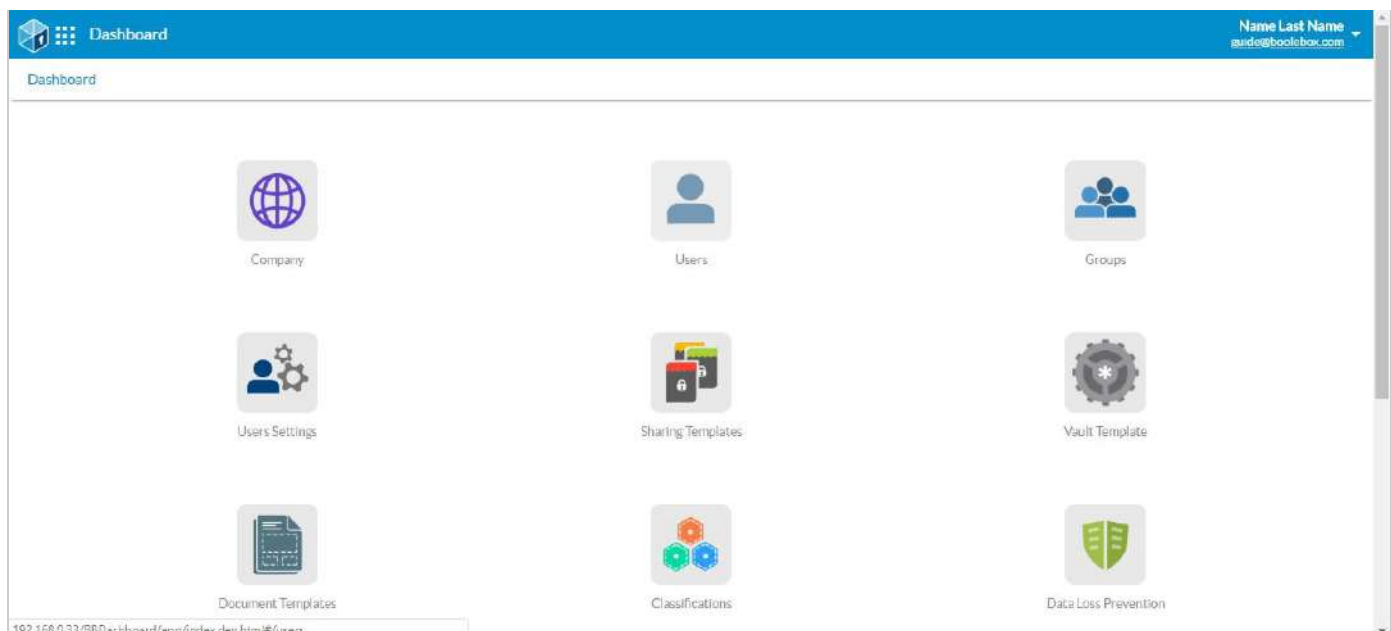 Dashboard
Name Last Name
guide@boolebox.com
Dashboard
Company
Users
Groups
Users Settings
Sharing Templates
Vault Template
Document Templates
Classifications
Data Loss Prevention